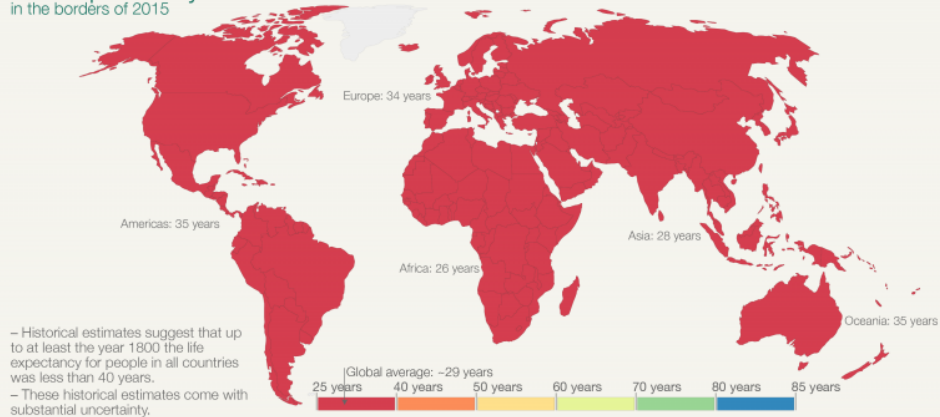 in the borders of 2015
Europe: 34 years
Americas: 35 years
Asia: 28 years
Africa: 26 years
Oceania: 35 years
– Historical estimates suggest that up
to at least the year 1800 the life
expectancy for people in all countries
was less than 40 years.
– These historical estimates come with
substantial uncertainty.
Global average: ~29 years
25 years 40 years 50 years 60 years 70 years 80 years 85 years